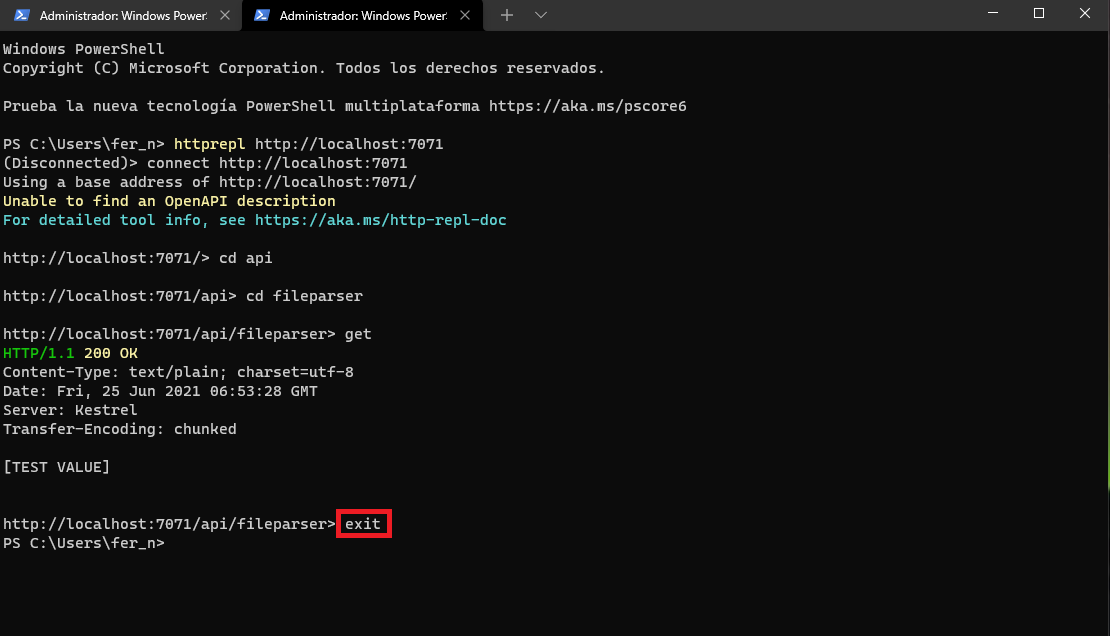 Administrador: Windows Power
Administrador: Windows Power
Windows PowerShell
Copyright (C) Microsoft Corporation. Todos los derechos reservados.
Prueba la nueva tecnología PowerShell multiplataforma https://aka.ms/pscore6
PS C:\Users\fer_n> httprepl http://localhost:7071
(Disconnected)> connect http://localhost:7071
Using a base address of http://localhost:7071/
Unable to find an OpenAPI description
For detailed tool info, see https://aka.ms/http-repl-doc
http://localhost:7071/> cd api
http://localhost:7071/api> cd fileparser
http://localhost:7071/api/fileparser> get
HTTP/1.1 200 OK
Content-Type: text/plain; charset=utf-8
Date: Fri, 25 Jun 2021 06:53:28 GMT
Server: Kestrel
Transfer-Encoding: chunked
[TEST VALUE]
http://localhost:7071/api/fileparser> exit
PS C:\Users\fer_n>